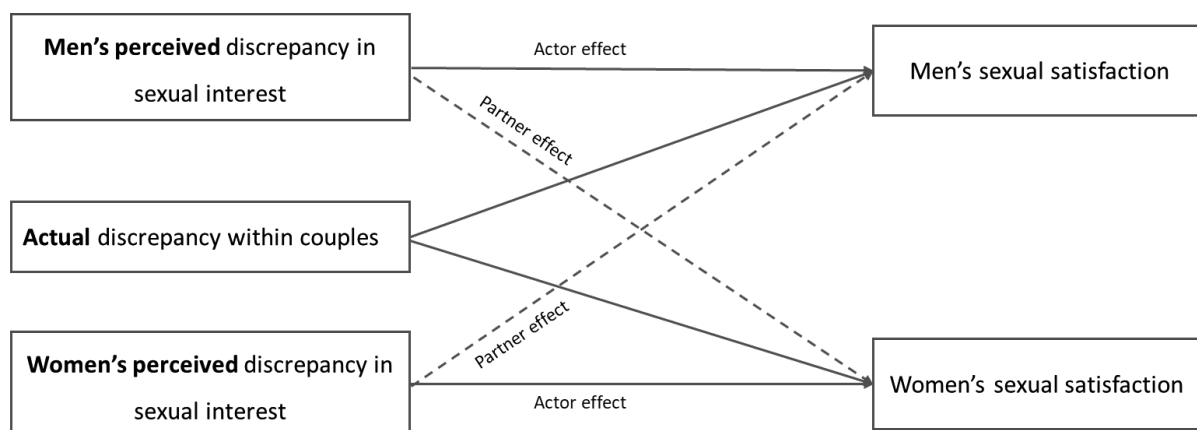 Men’s perceived discrepancy in
sexual interest
Actor effect
Men’s sexual satisfaction
Partner effect
Actual discrepancy within couples
Partner effect
Women’s perceived discrepancy in
sexual interest
Actor effect
Women’s sexual satisfaction